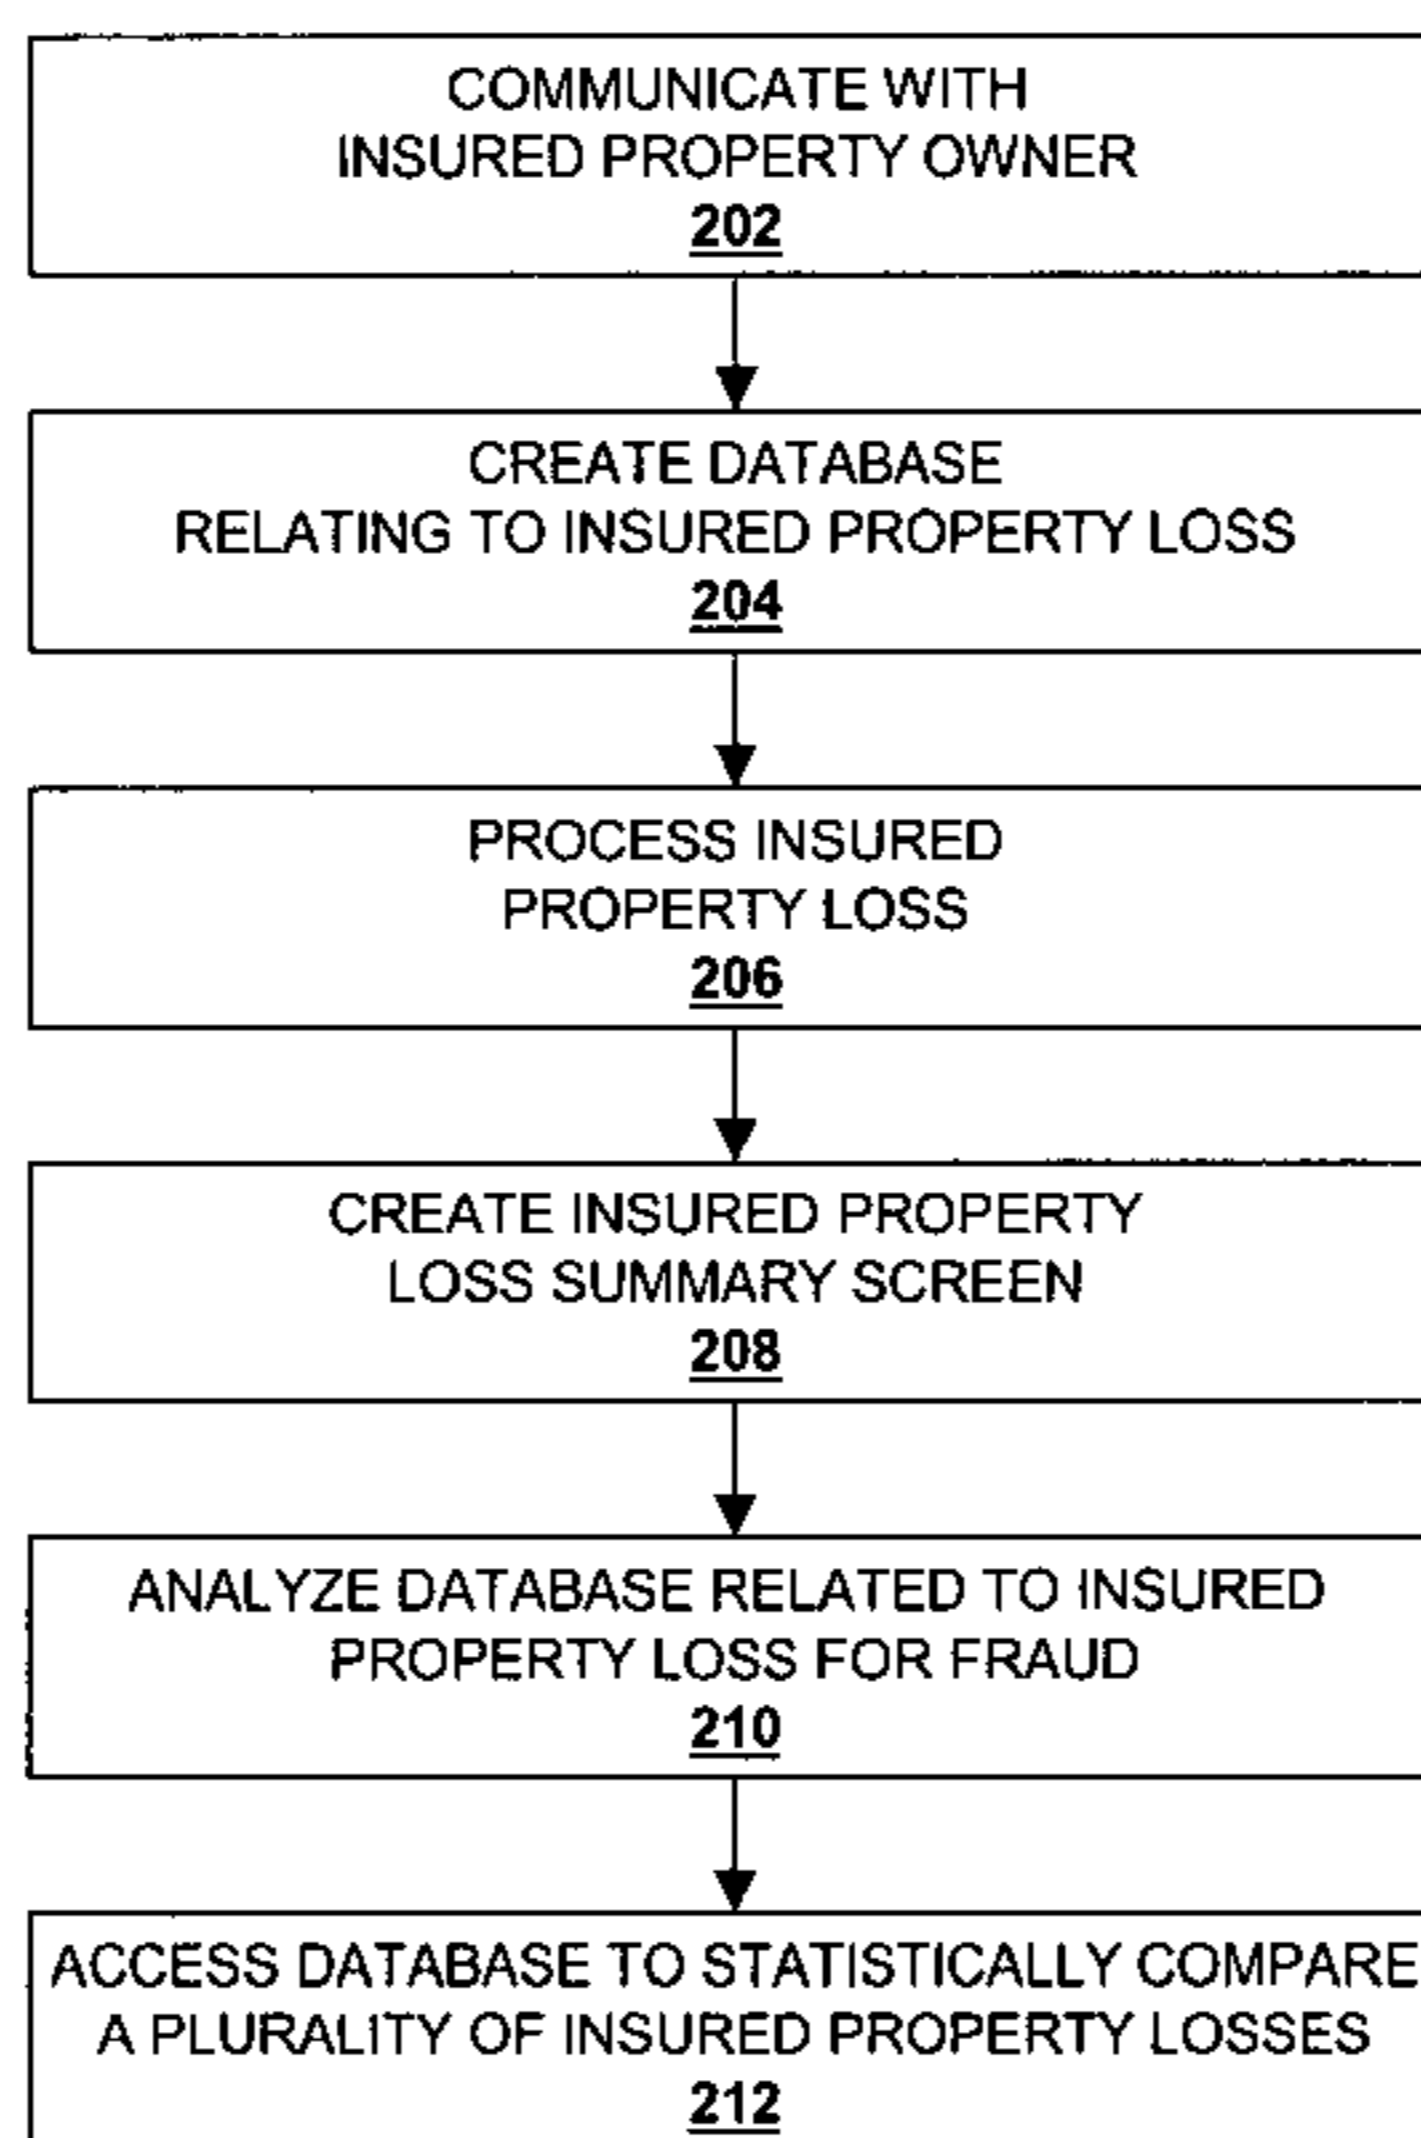 COMMUNICATE WITH
INSURED PROPERTY OWNER
202
CREATE DATABASE
RELATING TO INSURED PROPERTY LOSS
204
PROCESS INSURED
PROPERTY LOSS
206
CREATE INSURED PROPERTY
LOSS SUMMARY SCREEN
208
ANALYZE DATABASE RELATED TO INSURED
PROPERTY LOSS FOR FRAUD
210
ACCESS DATABASE TO STATISTICALLY COMPARE
A PLURALITY OF INSURED PROPERTY LOSSES
212